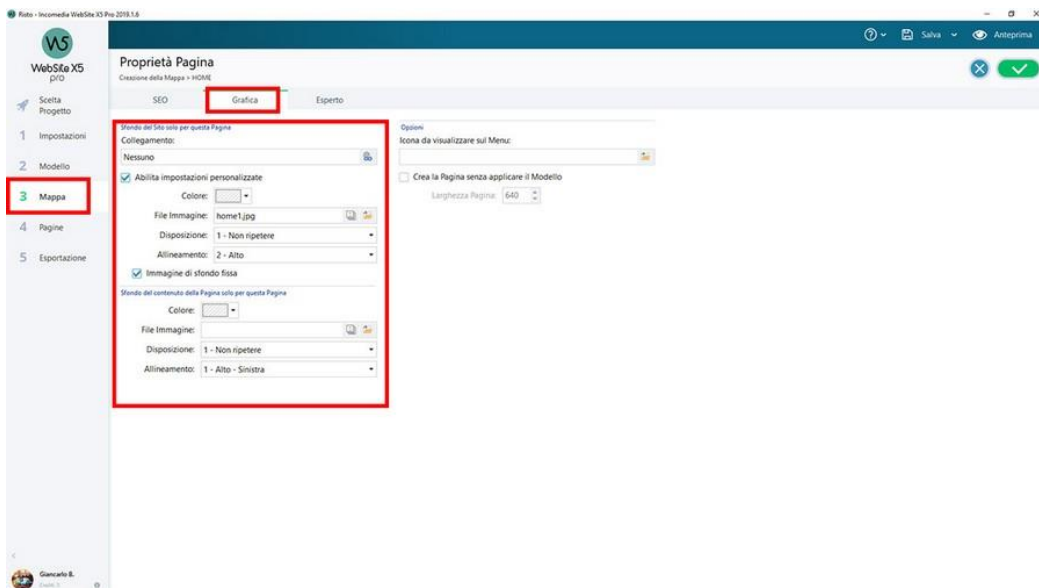 Rioto - Incomedia WebSite X5 Pro 2019.1.6
Salva
Anteprima
W5
WebSite X5
pro
Proprietà Pagina
Creazione della Mappa > HOME
Scelta
Progetto
1 Impostazioni
2 Modello
3 Mappa
4 Pagine
5 Esportazione
SEO
Grafica
Esperto
Sfondo del Sito solo per questa Pagina
Collegamento:
Nessuno
Abilita impostazioni personalizzate
Colore:
File Immagine: home1.jpg
Disposizione: 1 - Non ripetere
Allineamento: 2 - Alto
Immagine di sfondo fissa
Sfondo del contenuto della Pagina solo per questa Pagina
Colore:
File Immagine:
Disposizione: 1 - Non ripetere
Allineamento: 1 - Alto - Sinistra
Opzioni
Icona da visualizzare sul Menu:
Crea la Pagina senza applicare il Modello
Larghezza Pagina: 640
Giancarlo B.